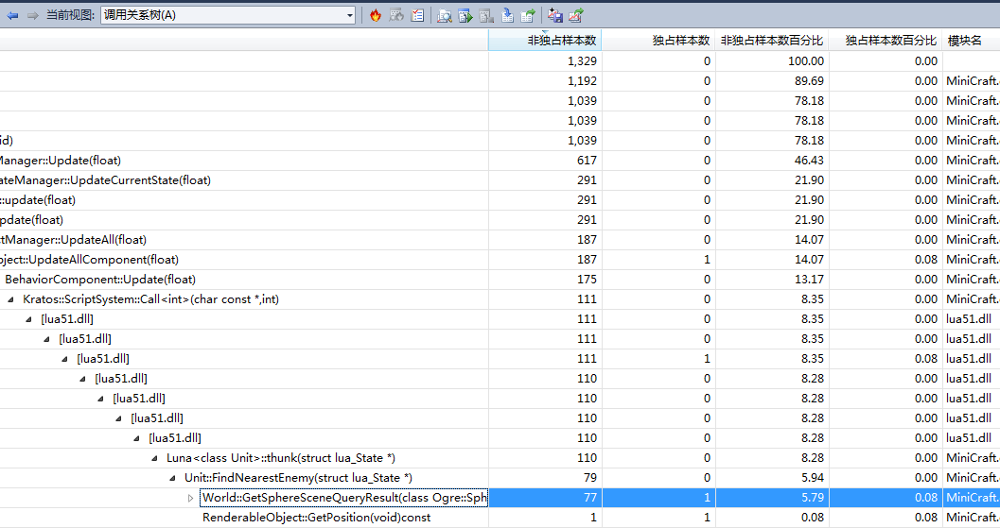 当前视图: 调用关系树(A)
非独占样本数 独占样本数 非独占样本数百分比 独占样本数百分比 模块名
1,329 0 100.00 0.00
1,192 0 89.69 0.00 MiniCraft.
1,039 0 78.18 0.00 MiniCraft.
1,039 0 78.18 0.00 MiniCraft.
id) 1,039 0 78.18 0.00 MiniCraft.
Manager::Update(float) 617 0 46.43 0.00 MiniCraft.
ateManager::UpdateCurrentState(float) 291 0 21.90 0.00 MiniCraft.
::update(float) 291 0 21.90 0.00 MiniCraft.
pdate(float) 291 0 21.90 0.00 MiniCraft.
ctManager::UpdateAll(float) 187 0 14.07 0.00 MiniCraft.
bject::UpdateAllComponent(float) 187 1 14.07 0.08 MiniCraft.
BehaviorComponent::Update(float) 175 0 13.17 0.00 MiniCraft.
Kratos::ScriptSystem::Call<int>(char const *,int) 111 0 8.35 0.00 MiniCraft.
[lua51.dll] 111 0 8.35 0.00 lua51.dll
[lua51.dll] 111 0 8.35 0.00 lua51.dll
[lua51.dll] 111 1 8.35 0.08 lua51.dll
[lua51.dll] 110 0 8.28 0.00 lua51.dll
[lua51.dll] 110 0 8.28 0.00 lua51.dll
[lua51.dll] 110 0 8.28 0.00 lua51.dll
[lua51.dll] 110 0 8.28 0.00 lua51.dll
Luna<class Unit>::thunk(struct lua_State *) 110 0 8.28 0.00 MiniCraft.
Unit::FindNearestEnemy(struct lua_State *) 79 0 5.94 0.00 MiniCraft.
World::GetSphereSceneQueryResult(class Ogre::Sph 77 1 5.79 0.08 MiniCraft.
RenderableObject::GetPosition(void)const 1 1 0.08 0.08 MiniCraft.